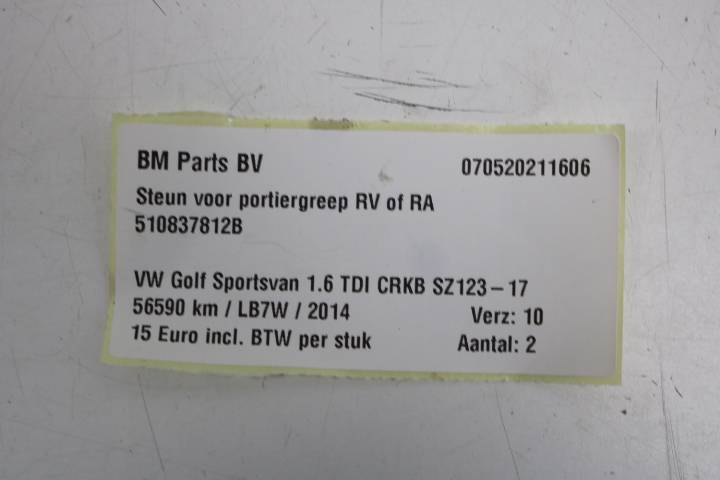 BM Parts BV 070520211606
Steun voor portiergreep RV of RA
510837812B
VW Golf Sportsvan 1.6 TDI CRKB SZ123-17
56590 km / LB7W / 2014 Verz: 10
15 Euro incl. BTW per stuk Aantal: 2